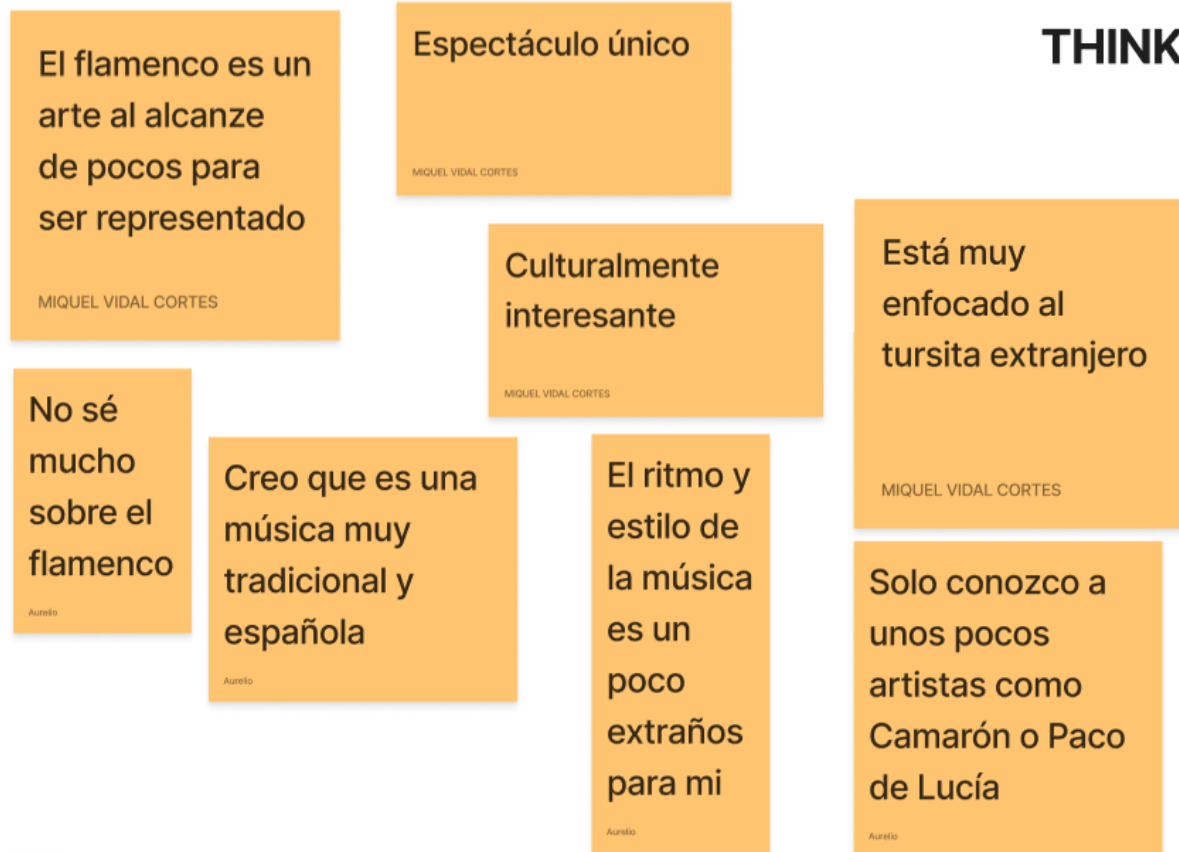 El flamenco es un
arte al alcanze
de pocos para
ser representado
MIQUEL VIDAL CORTES
Espectáculo único
MIQUEL VIDAL CORTES
THINK
Culturalmente
interesante
MIQUEL VIDAL CORTES
Está muy
enfocado al
tursita extranjero
MIQUEL VIDAL CORTES
No sé
mucho
sobre el
flamenco
Aurelio
Creo que es una
música muy
tradicional y
española
Aurelio
El ritmo y
estilo de
la música
es un
poco
extraños
para mi
Aurelio
Solo conozco a
unos pocos
artistas como
Camarón o Paco
de Lucía
Aurelio